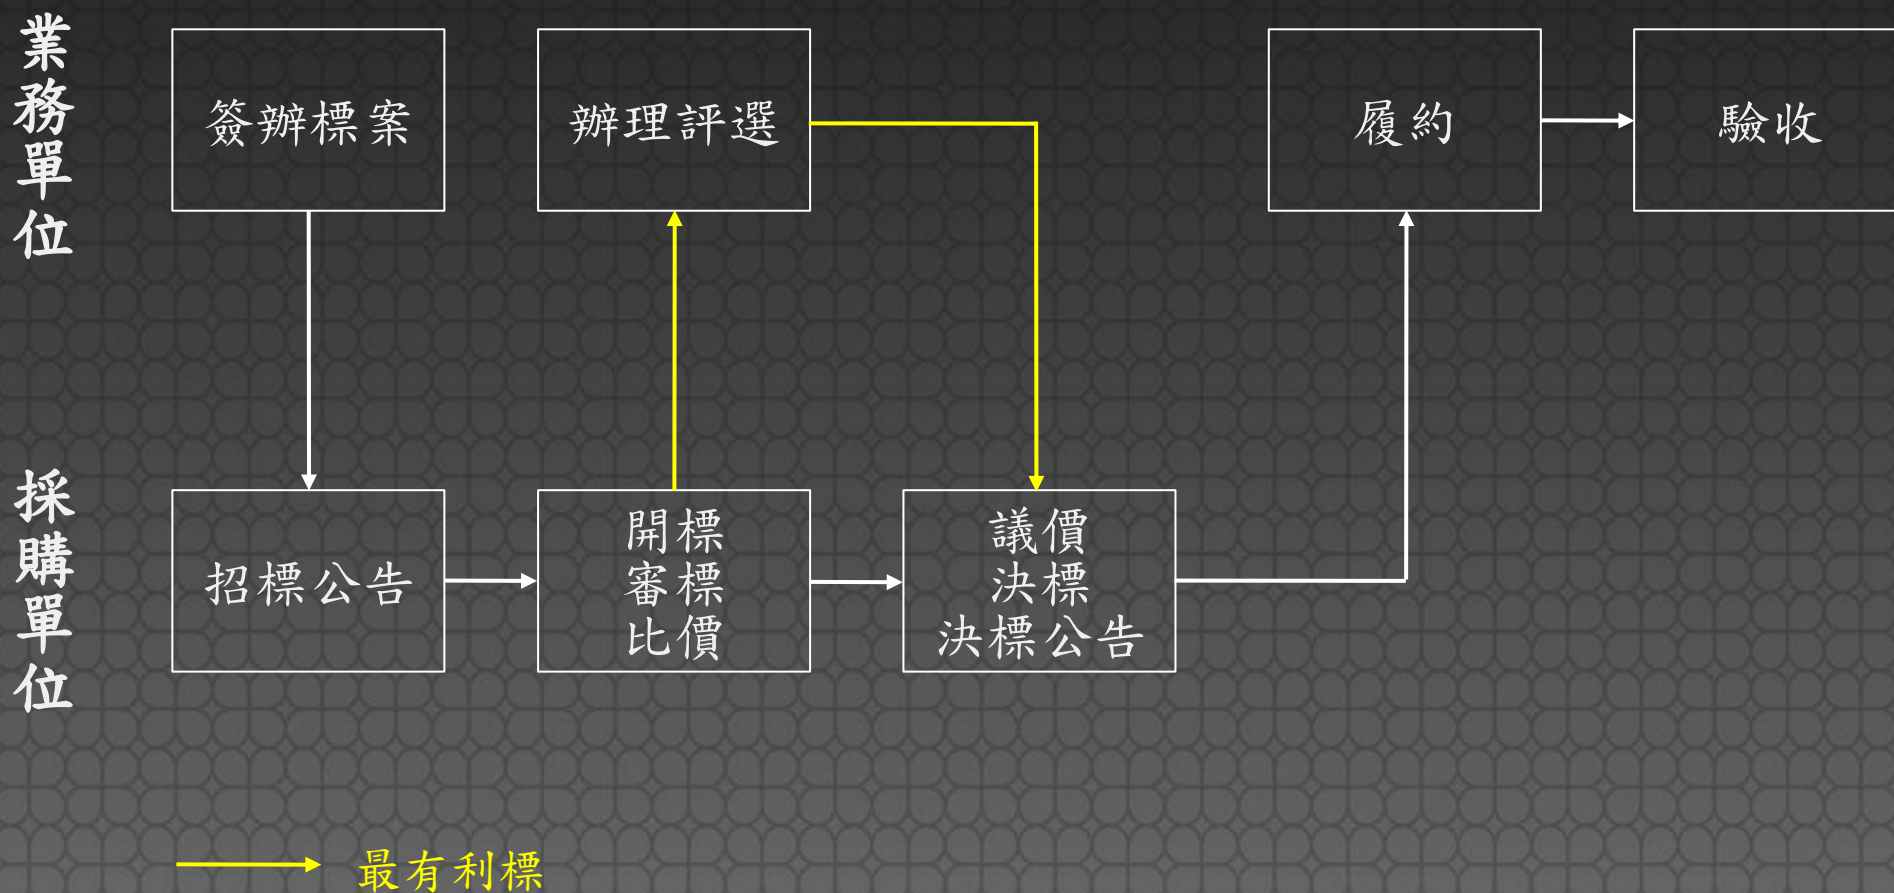 業務單位
簽辦標案
辦理評選
履約
驗收
採購單位
招標公告
開標
審標
比價
議價
決標
決標公告
最有利標